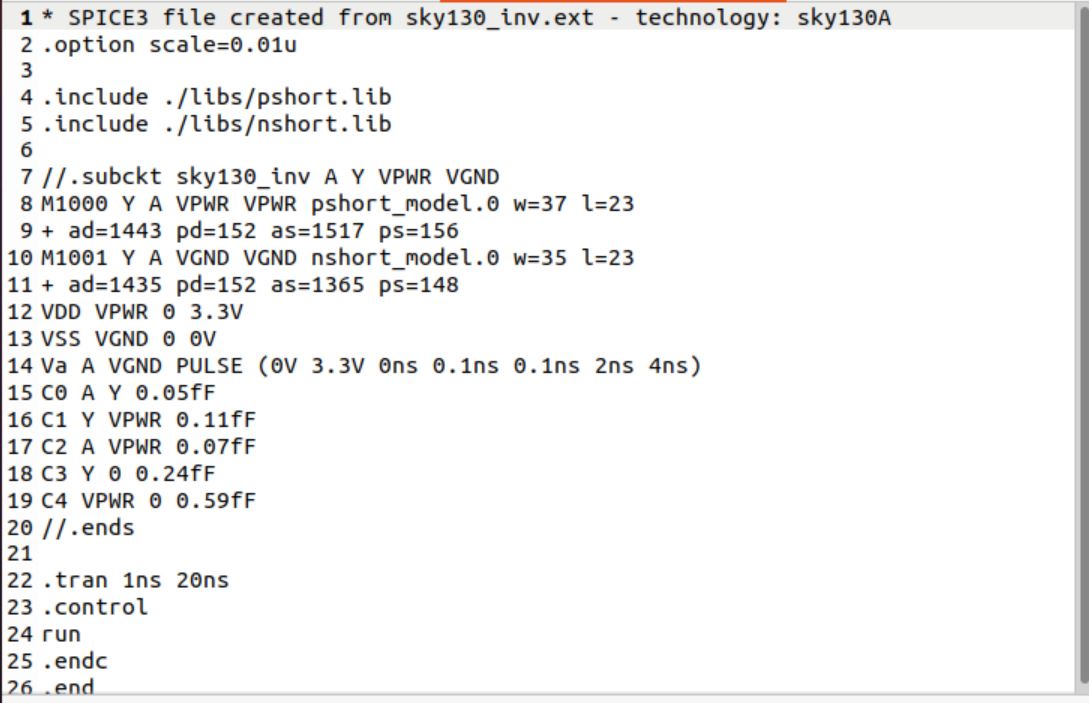 1 * SPICE3 file created from sky130_inv.ext - technology: sky130A
2 .option scale=0.01u
3
4 .include ./libs/pshort.lib
5 .include ./libs/nshort.lib
6
7 //.subckt sky130_inv A Y VPWR VGND
8 M1000 Y A VPWR VPWR pshort_model.0 w=37 l=23
9 + ad=1443 pd=152 as=1517 ps=156
10 M1001 Y A VGND VGND nshort_model.0 w=35 l=23
11 + ad=1435 pd=152 as=1365 ps=148
12 VDD VPWR 0 3.3V
13 VSS VGND 0 0V
14 Va A VGND PULSE (0V 3.3V 0ns 0.1ns 0.1ns 2ns 4ns)
15 C0 A Y 0.05fF
16 C1 Y VPWR 0.11fF
17 C2 A VPWR 0.07fF
18 C3 Y 0 0.24fF
19 C4 VPWR 0 0.59fF
20 //.ends
21
22 .tran 1ns 20ns
23 .control
24 run
25 .endc
26 .end